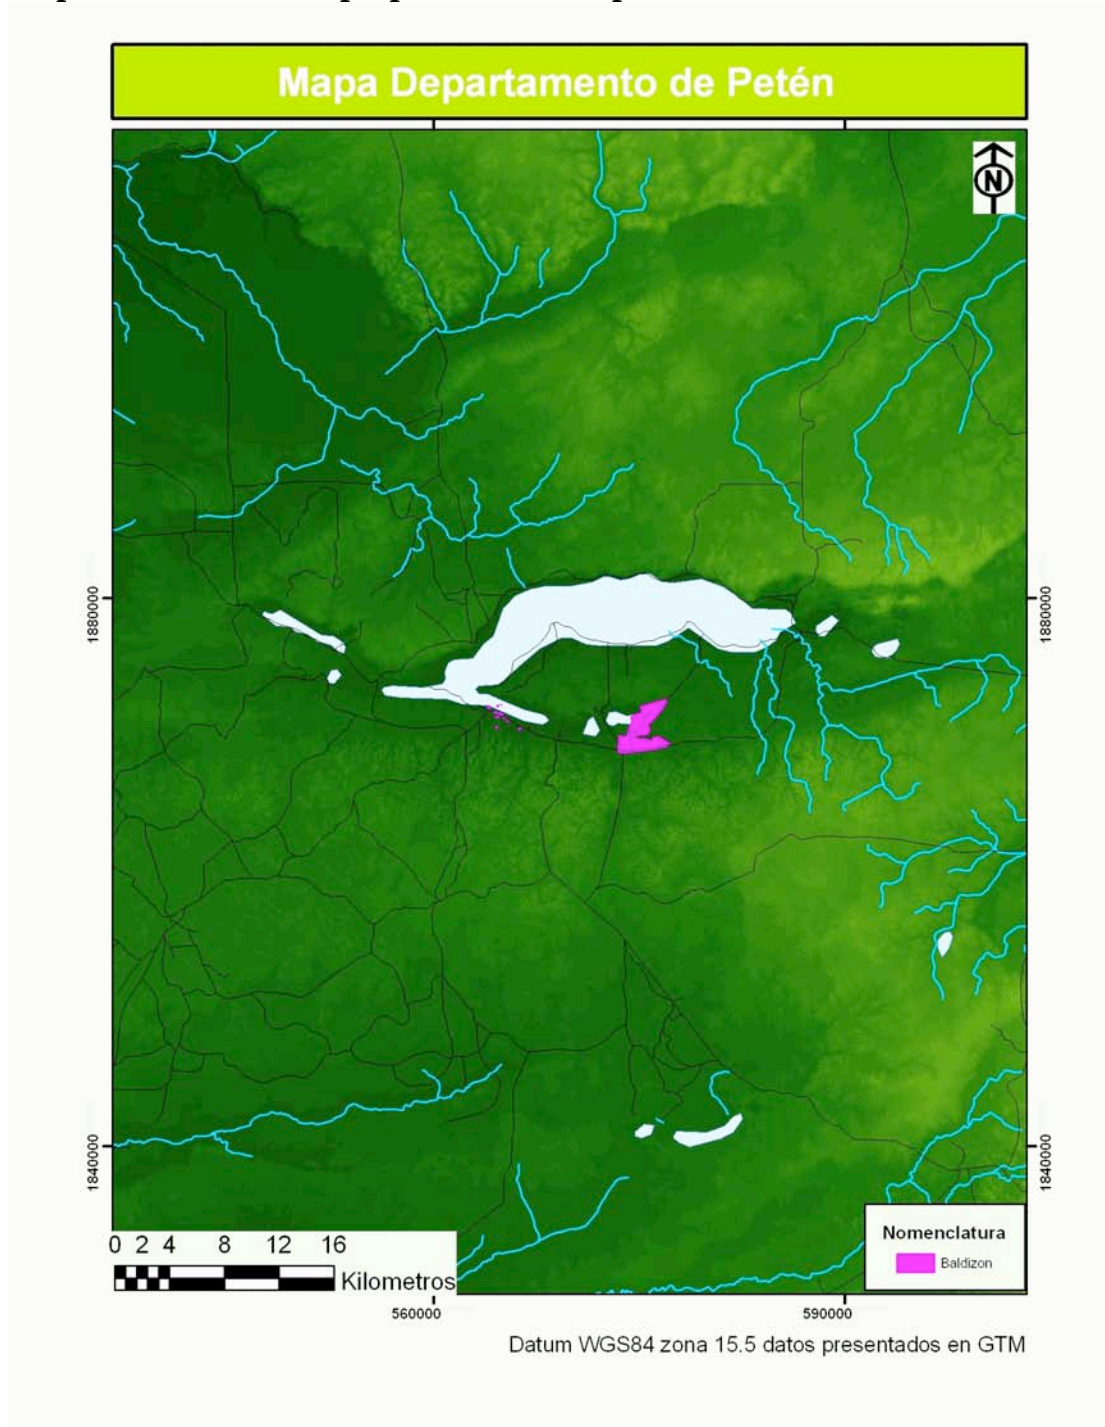 Mapa Departamento de Petén
N
1880000
1880000
1840000
1840000
0 2 4 8 12 16
Kilometros
Nomenclatura
Baldizon
560000
590000
Datum WGS84 zona 15.5 datos presentados en GTM